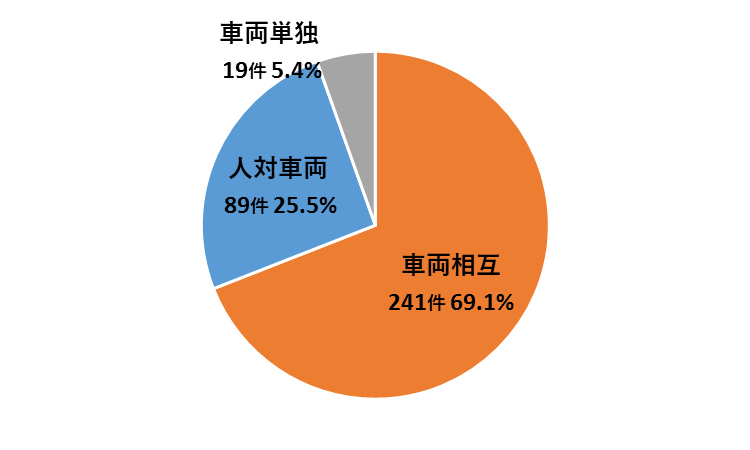 車両単独
19件 5.4%
人対車両
89件 25.5%
車両相互
241件 69.1%